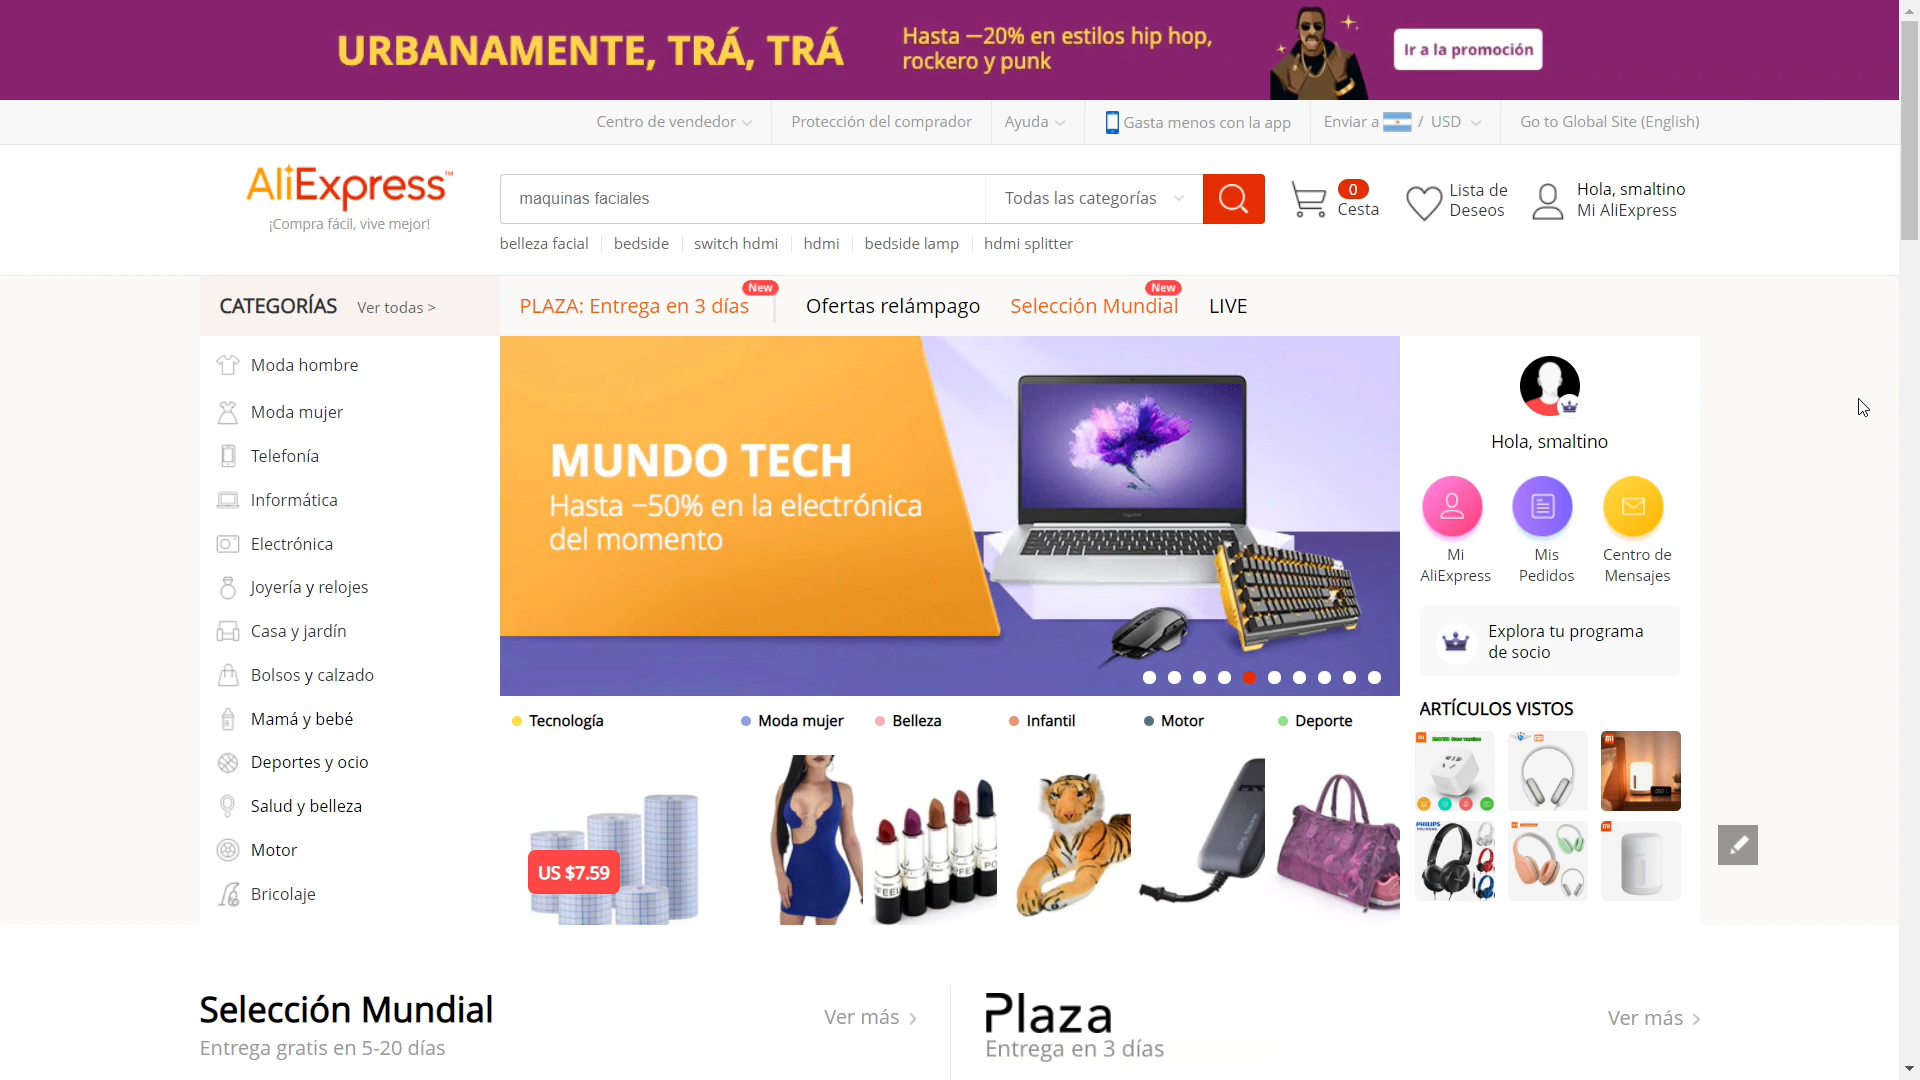 URBANAMENTE, TRÁ, TRÁ
Hasta —20% en estilos hip hop,
rockero y punk
Ir a la promoción
Centro de vendedor
Protección del comprador
Ayuda
Gasta menos con la app
Enviar a / USD
Go to Global Site (English)
AliExpress™
¡Compra fácil, vive mejor!
maquinas faciales
Todas las categorías
0
Cesta
Lista de
Deseos
Hola, smaltino
Mi AliExpress
belleza facial
bedside
switch hdmi
hdmi
bedside lamp
hdmi splitter
CATEGORÍAS
Ver todas >
PLAZA: Entrega en 3 días
New
Ofertas relámpago
Selección Mundial
New
LIVE
Moda hombre
Moda mujer
Telefonía
Informática
Electrónica
Joyería y relojes
Casa y jardín
Bolsos y calzado
Mamá y bebé
Deportes y ocio
Salud y belleza
Motor
Bricolaje
MUNDO TECH
Hasta —50% en la electrónica
del momento
Tecnología
Moda mujer
Belleza
Infantil
Motor
Deporte
US $7.59
Hola, smaltino
Mi
AliExpress
Mis
Pedidos
Centro de
Mensajes
Explora tu programa
de socio
ARTÍCULOS VISTOS
PHILIPS
Selección Mundial
Entrega gratis en 5-20 días
Ver más >
Plaza
Entrega en 3 días
Ver más >